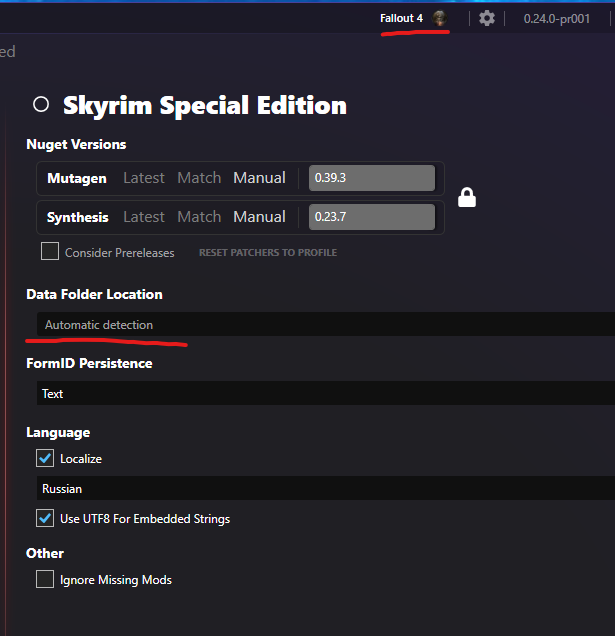 Fallout 4 0.24.0-pr001
ed
Skyrim Special Edition
Nuget Versions
Mutagen Latest Match Manual 0.39.3
Synthesis Latest Match Manual 0.23.7
Consider Prereleases RESET PATCHERS TO PROFILE
Data Folder Location
Automatic detection
FormID Persistence
Text
Language
Localize
Russian
Use UTF8 For Embedded Strings
Other
Ignore Missing Mods